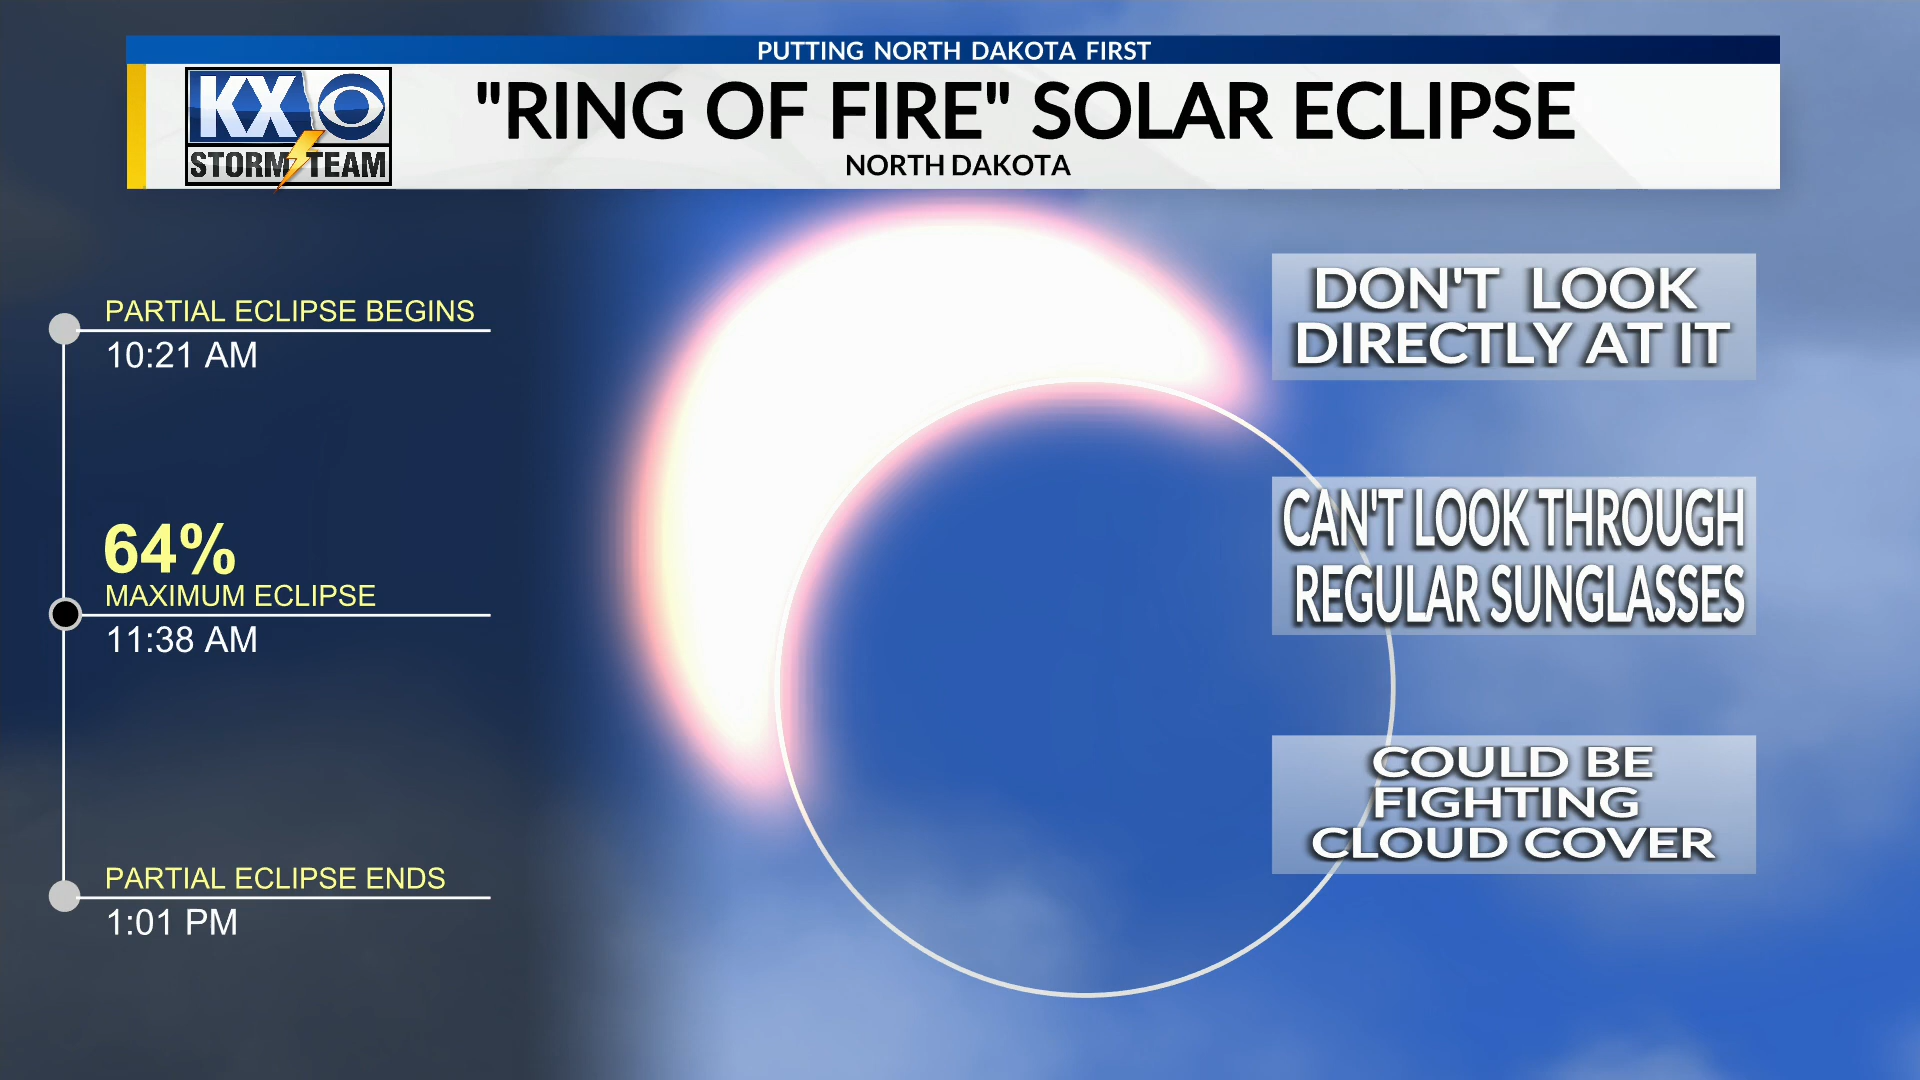 PUTTING NORTH DAKOTA FIRST
KX
STORM TEAM
"RING OF FIRE" SOLAR ECLIPSE
NORTH DAKOTA
PARTIAL ECLIPSE BEGINS
10:21 AM
64%
MAXIMUM ECLIPSE
11:38 AM
PARTIAL ECLIPSE ENDS
1:01 PM
DON'T LOOK
DIRECTLY AT IT
CAN'T LOOK THROUGH
REGULAR SUNGLASSES
COULD BE
FIGHTING
CLOUD COVER